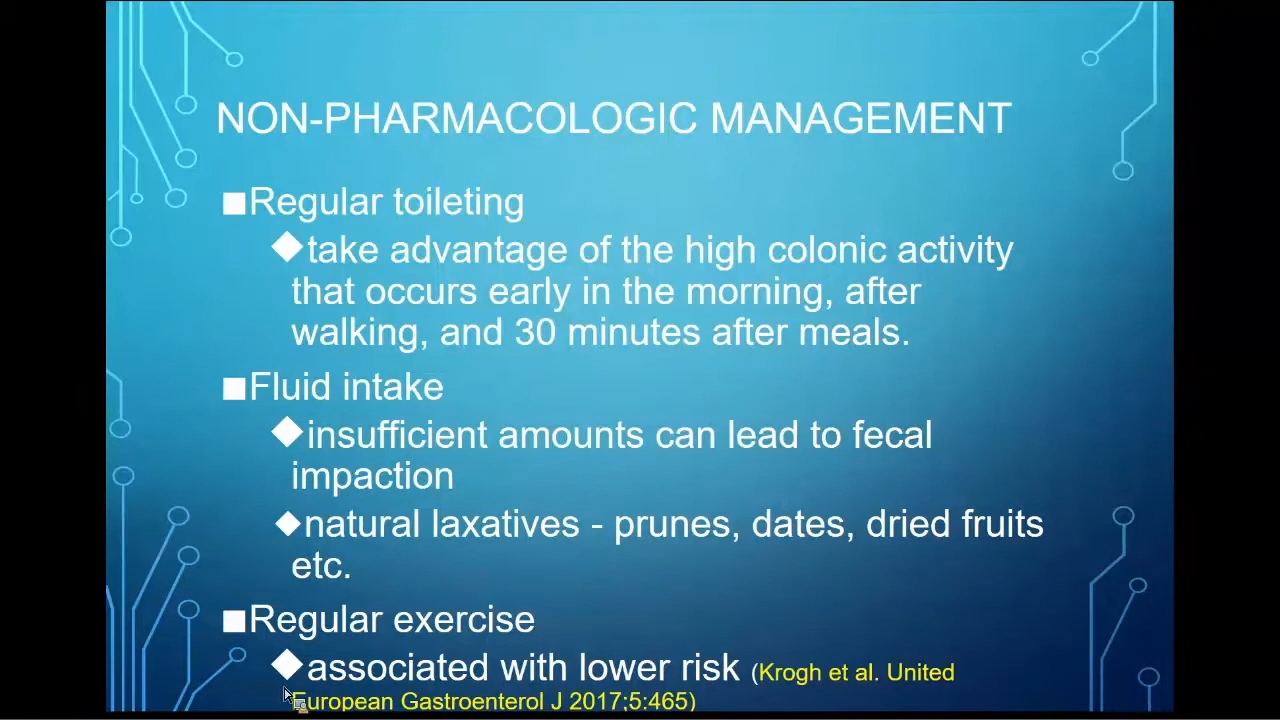 NON-PHARMACOLOGIC MANAGEMENT
■Regular toileting
◆take advantage of the high colonic activity
that occurs early in the morning, after
walking, and 30 minutes after meals.
■Fluid intake
◆insufficient amounts can lead to fecal
impaction
◆natural laxatives - prunes, dates, dried fruits
etc.
■Regular exercise
◆associated with lower risk (Krogh et al. United
European Gastroenterol J 2017;5:465)